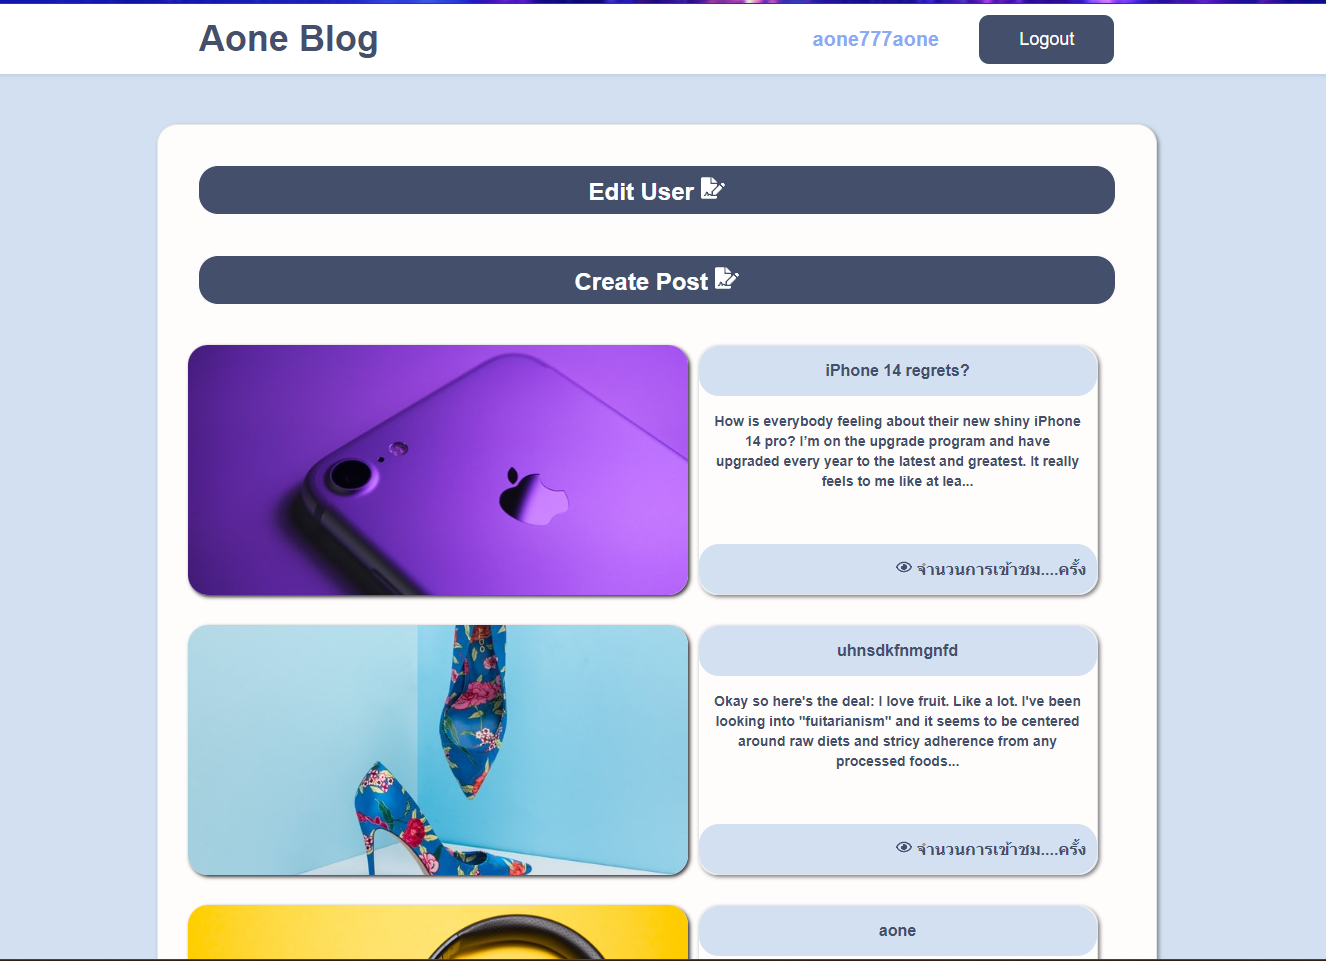 Aone Blog
aone777aone
Logout
Edit User
Create Post
iPhone 14 regrets?
How is everybody feeling about their new shiny iPhone
14 pro? I’m on the upgrade program and have
upgraded every year to the latest and greatest. It really
feels to me like at lea...
จำนวนการเข้าชม....ครั้ง
uhnsdkfnmgnfd
Okay so here's the deal: I love fruit. Like a lot. I've been
looking into "fuitarianism" and it seems to be centered
around raw diets and stricy adherence from any
processed foods...
จำนวนการเข้าชม....ครั้ง
aone